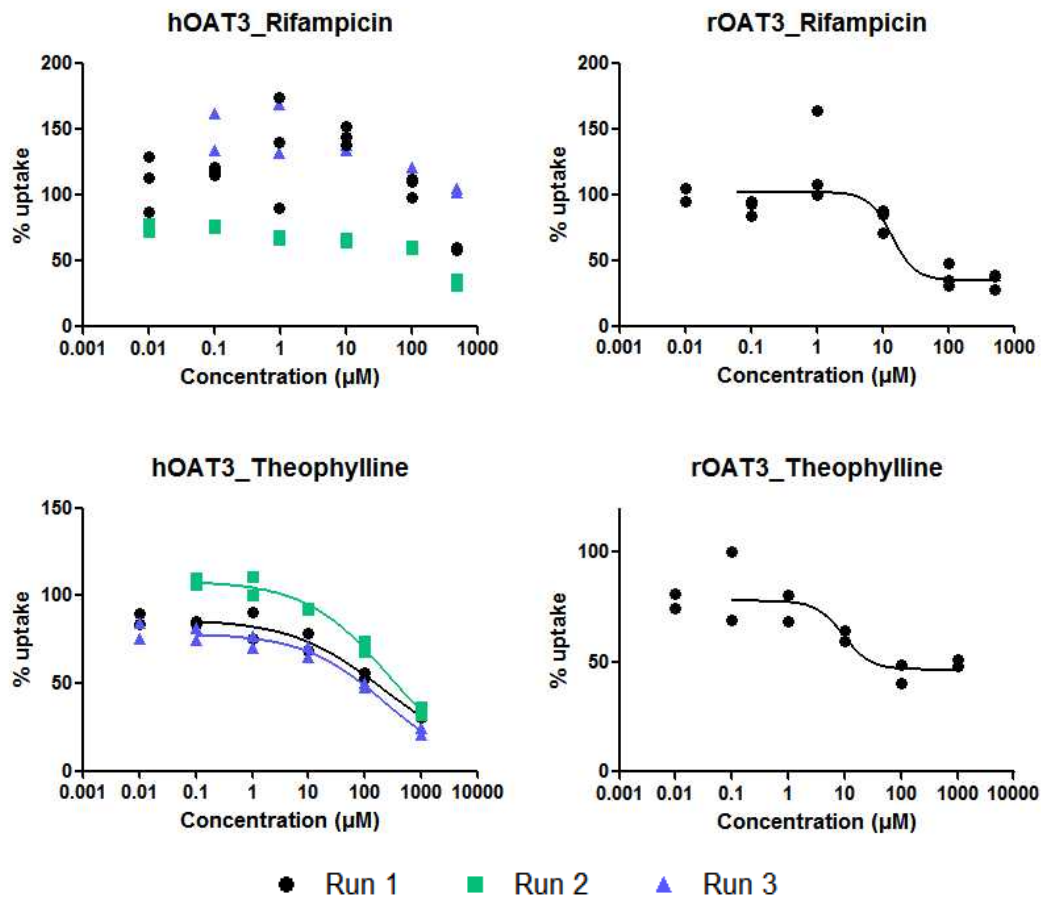 hOAT3_Rifampicin
% uptake
200
150
100
50
0
0.001 0.01 0.1 1 10 100 1000
Concentration (µM)
rOAT3_Rifampicin
% uptake
200
150
100
50
0
0.001 0.01 0.1 1 10 100 1000
Concentration (µM)
hOAT3_Theophylline
% uptake
150
100
50
0
0.001 0.01 0.1 1 10 100 1000 10000
Concentration (µM)
rOAT3_Theophylline
% uptake
100
50
0
0.001 0.01 0.1 1 10 100 1000 10000
Concentration (µM)
Run 1 Run 2 Run 3